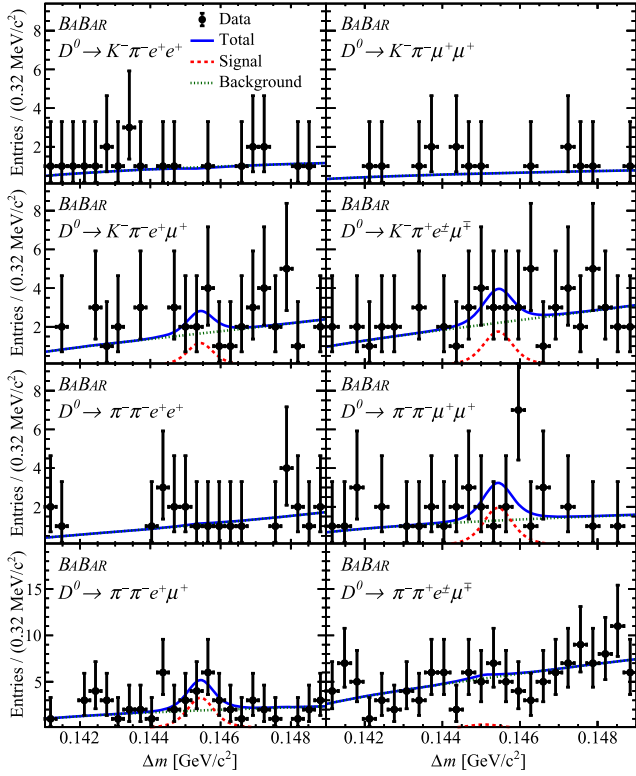 BABAR
D⁰→ K⁻π⁻e⁺e⁺
Data
Total
Signal
Background
BABAR
D⁰→ K⁻π⁻μ⁺μ⁺
Entries / (0.32 MeV/c²)
8
6
4
2
BABAR
D⁰→ K⁻π⁻e⁺μ⁺
BABAR
D⁰→ K⁻π⁺e±μ∓
Entries / (0.32 MeV/c²)
8
6
4
2
BABAR
D⁰→ π⁻π⁻e⁺e⁺
BABAR
D⁰→ π⁻π⁻μ⁺μ⁺
Entries / (0.32 MeV/c²)
8
6
4
2
BABAR
D⁰→ π⁻π⁻e⁺μ⁺
BABAR
D⁰→ π⁻π⁺e±μ∓
Entries / (0.32 MeV/c²)
15
10
5
0.142 0.144 0.146 0.148 0.142 0.144 0.146 0.148
Δm [GeV/c²] Δm [GeV/c²]